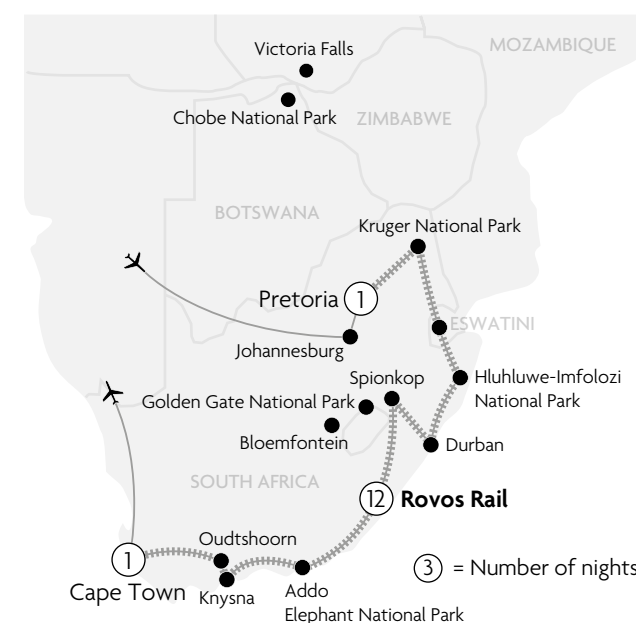 MOZAMBIQUE
Victoria Falls
Chobe National Park
ZIMBABWE
BOTSWANA
Kruger National Park
Pretoria 1
ESWATINI
Johannesburg
Spionkop
Hluhluwe-Imfolozi
National Park
Golden Gate National Park
Bloemfontein
Durban
SOUTH AFRICA
12 Rovos Rail
Oudtshoorn
1
Cape Town
Knysna
Addo
Elephant National Park
3 = Number of nights